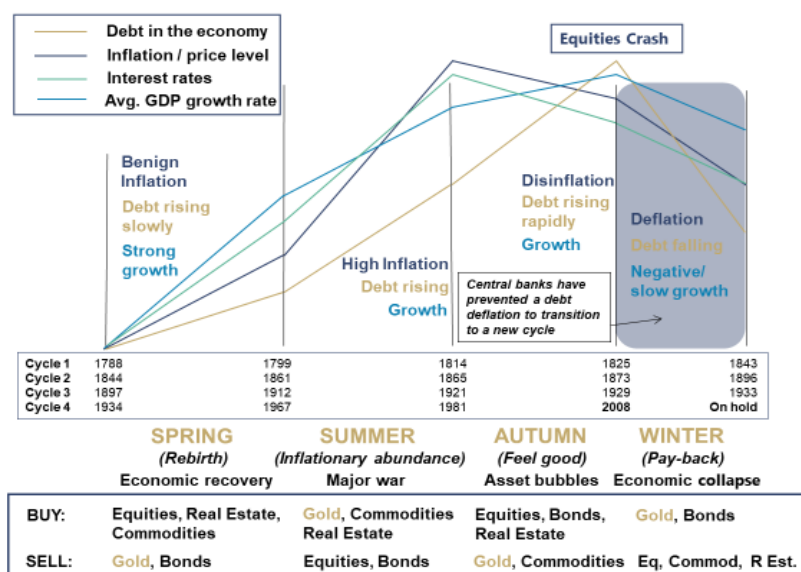 Debt in the economy
Inflation / price level
Interest rates
Avg. GDP growth rate
Equities Crash
Benign
Inflation
Debt rising
slowly
Strong
growth
High Inflation
Debt rising
Growth
Disinflation
Debt rising
rapidly
Growth
Deflation
Debt falling
Negative/
slow growth
Central banks have
prevented a debt
deflation to transition
to a new cycle
Cycle 1 1788 1799 1814 1825 1843
Cycle 2 1844 1861 1865 1873 1896
Cycle 3 1897 1912 1921 1929 1933
Cycle 4 1934 1967 1981 2008 On hold
SPRING SUMMER AUTUMN WINTER
(Rebirth) (Inflationary abundance) (Feel good) (Pay-back)
Economic recovery Major war Asset bubbles Economic collapse
BUY: Equities, Real Estate, Gold, Commodities Equities, Bonds, Gold, Bonds
Commodities Real Estate Real Estate
SELL: Gold, Bonds Equities, Bonds Gold, Commodities Eq, Commod, R Est.